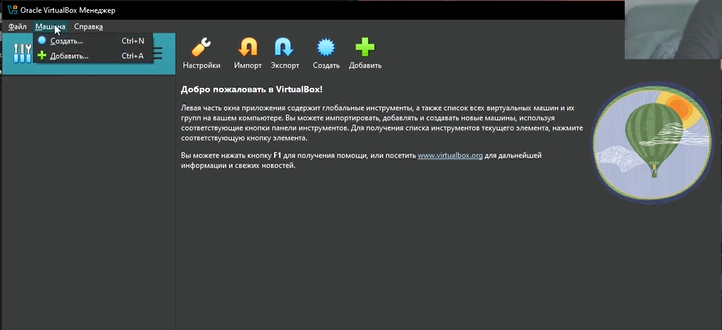 Oracle VirtualBox Менеджер
Файл Машина Справка
Создать... Ctrl+N
Добавить... Ctrl+A
Настройки Импорт Экспорт Создать Добавить
Добро пожаловать в VirtualBox!
Левая часть окна приложения содержит глобальные инструменты, а также список всех виртуальных машин и их
групп на вашем компьютере. Вы можете импортировать, добавлять и создавать новые машины, используя
соответствующие кнопки панели инструментов. Для получения списка инструментов текущего элемента, нажмите
соответствующую кнопку элемента.
Вы можете нажать кнопку F1 для получения помощи, или посетить www.virtualbox.org для дальнейшей
информации и свежих новостей.